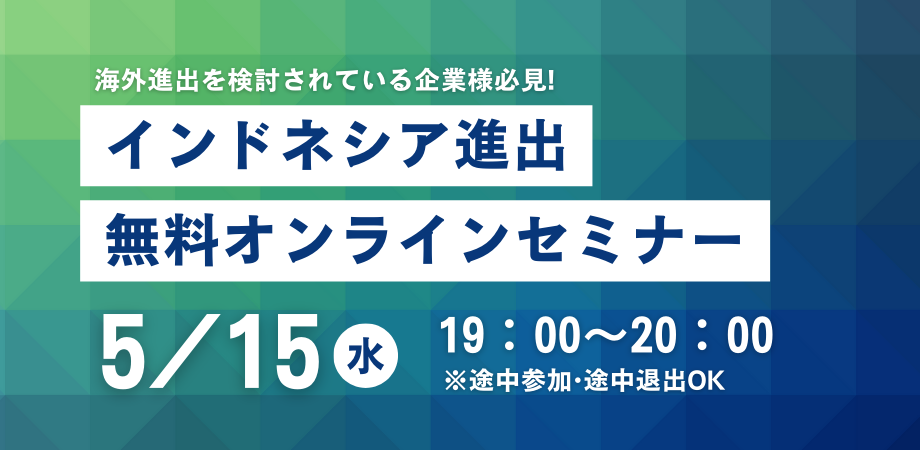 海外進出を検討されている企業様必見!
インドネシア進出
無料オンラインセミナー
5／15 水
19：00〜20：00
※途中参加･途中退出OK